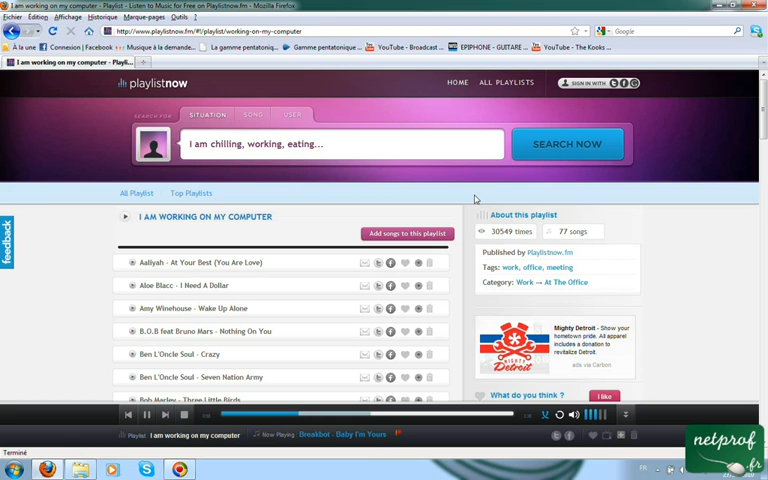 I am working on my computer - Playlist - Listen to Music for Free on Playlistnow.fm - Mozilla Firefox
Fichier Édition Affichage Historique Marque-pages Outils ?
http://www.playlistnow.fm/#!/playlist/working-on-my-computer
Google
À la une Connexion | Facebook Musique à la demande... La gamme pentatoniq... Gamme pentatonique ... YouTube - Broadcast ... EPIPHONE - GUITARE ... YouTube - The Kooks ...
I am working on my computer - Playli...
playlistnow
HOME ALL PLAYLISTS SIGN IN WITH
SEARCH FOR SITUATION SONG USER
I am chilling, working, eating...
SEARCH NOW
All Playlist Top Playlists
feedback
I AM WORKING ON MY COMPUTER
Add songs to this playlist
Aaliyah - At Your Best (You Are Love)
Aloe Blacc - I Need A Dollar
Amy Winehouse - Wake Up Alone
B.O.B feat Bruno Mars - Nothing On You
Ben L'Oncle Soul - Crazy
Ben L'Oncle Soul - Seven Nation Army
Bob Marley - Three Little Birds
About this playlist
30549 times 77 songs
Published by Playlistnow.fm
Tags: work, office, meeting
Category: Work → At The Office
Mighty Detroit - Show your hometown pride. All apparel includes a donation to revitalize Detroit.
Mighty Detroit
ads via Carbon
What do you think ? I like
Playlist I am working on my computer Now Playing : Breakbot - Baby I'm Yours
Terminé
FR
netprof
.fr